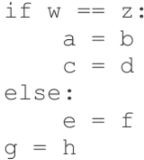 if w == z:
    a = b
    c = d
else:
    e = f
g = h